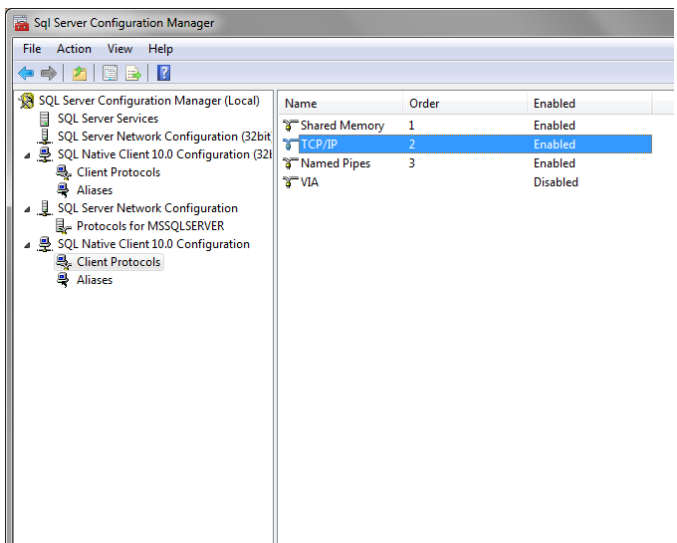 Sql Server Configuration Manager
File Action View Help
SQL Server Configuration Manager (Local)
SQL Server Services
SQL Server Network Configuration (32bit
SQL Native Client 10.0 Configuration (32
Client Protocols
Aliases
SQL Server Network Configuration
Protocols for MSSQLSERVER
SQL Native Client 10.0 Configuration
Client Protocols
Aliases
Name Order Enabled
Shared Memory 1 Enabled
TCP/IP 2 Enabled
Named Pipes 3 Enabled
VIA Disabled